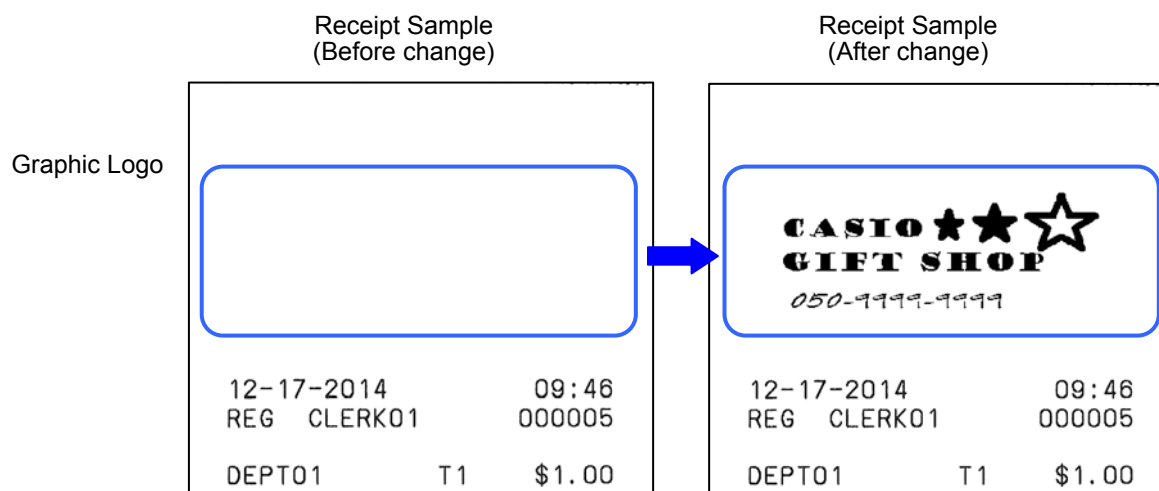 Receipt Sample
(Before change)
Receipt Sample
(After change)
Graphic Logo
CASIO
GIFT SHOP
050-9999-9999
12-17-2014 09:46
REG CLERK01 000005
DEPT01 T1 $1.00
12-17-2014 09:46
REG CLERK01 000005
DEPT01 T1 $1.00